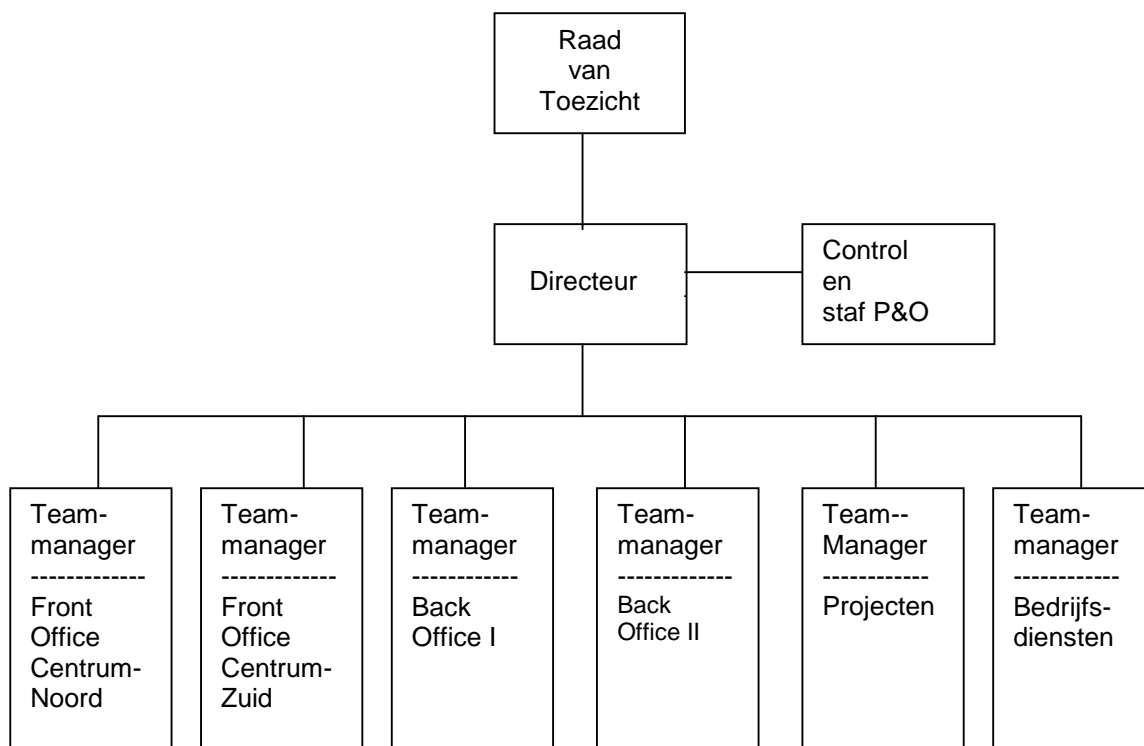 Raad
van
Toezicht
Directeur
Control
en
staf P&O
Team-
manager
-------------
Front
Office
Centrum-
Noord
Team-
manager
-------------
Front
Office
Centrum-
Zuid
Team-
manager
------------
Back
Office I
Team-
manager
-------------
Back
Office II
Team--
Manager
------------
Projecten
Team-
manager
------------
Bedrijfs-
diensten